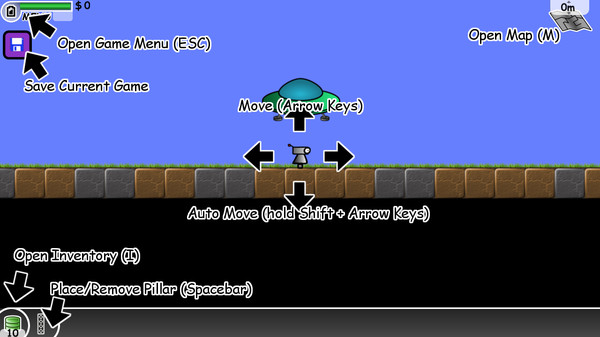 $ 0
0m
Open Game Menu (ESC)
Open Map (M)
Save Current Game
Move (Arrow Keys)
Auto Move (hold Shift + Arrow Keys)
Open Inventory (I)
Place/Remove Pillar (Spacebar)
10